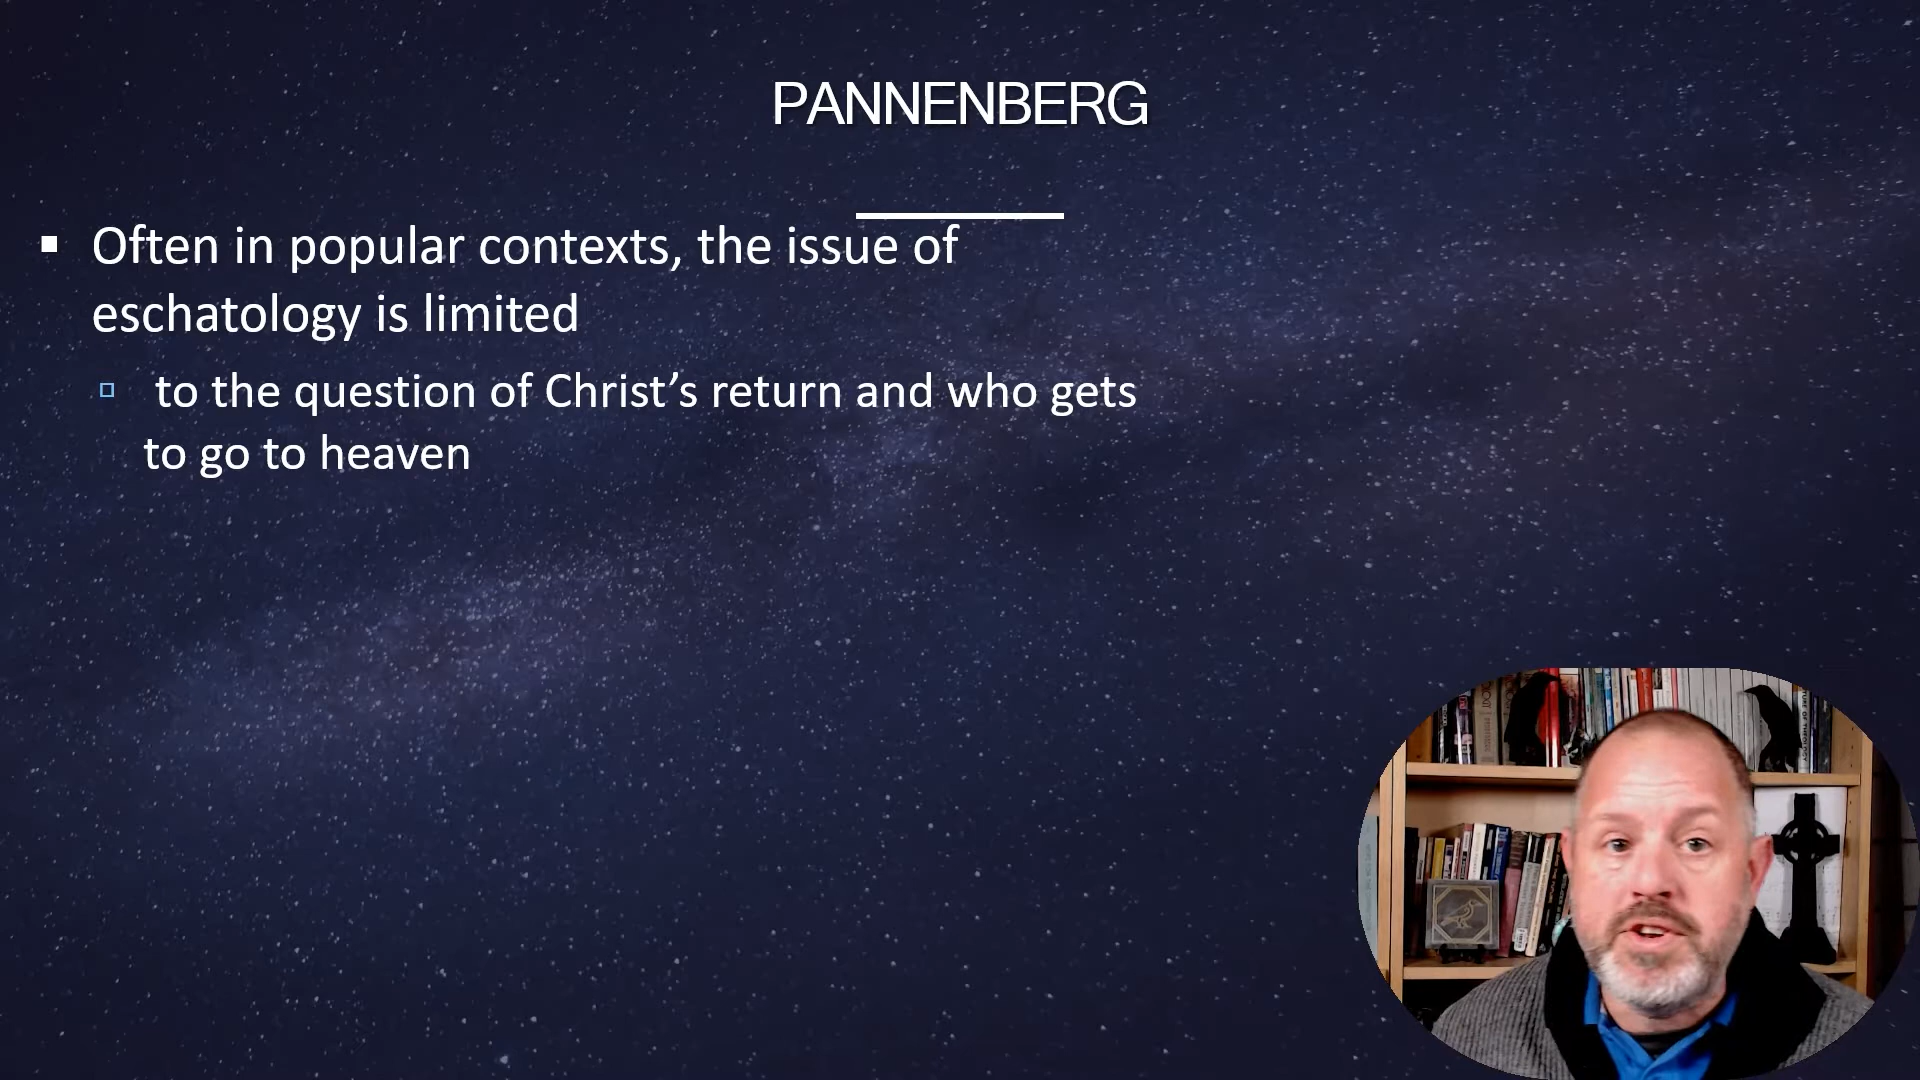 PANNENBERG
Often in popular contexts, the issue of
eschatology is limited
to the question of Christ’s return and who gets
to go to heaven